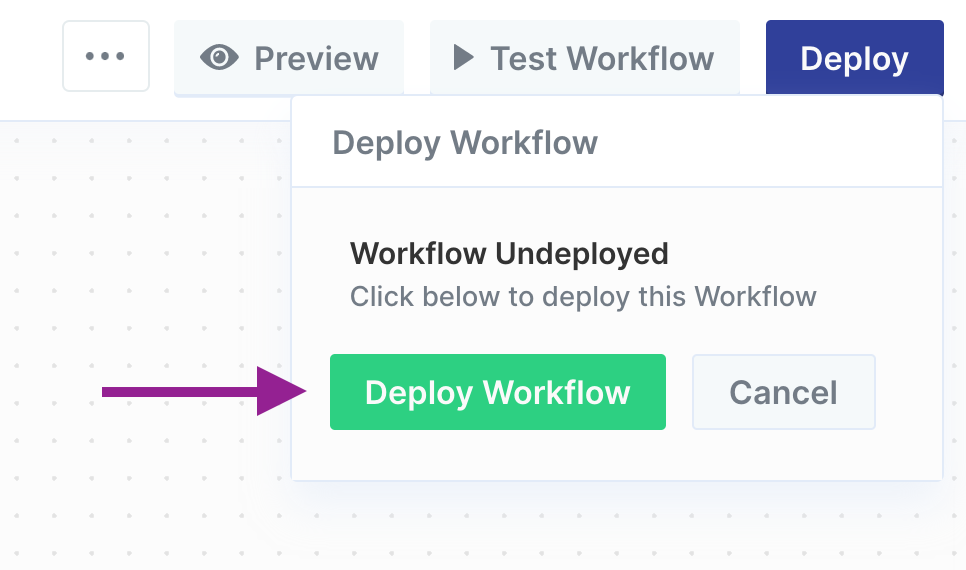 Preview
Test Workflow
Deploy
Deploy Workflow
Workflow Undeployed
Click below to deploy this Workflow
Deploy Workflow
Cancel